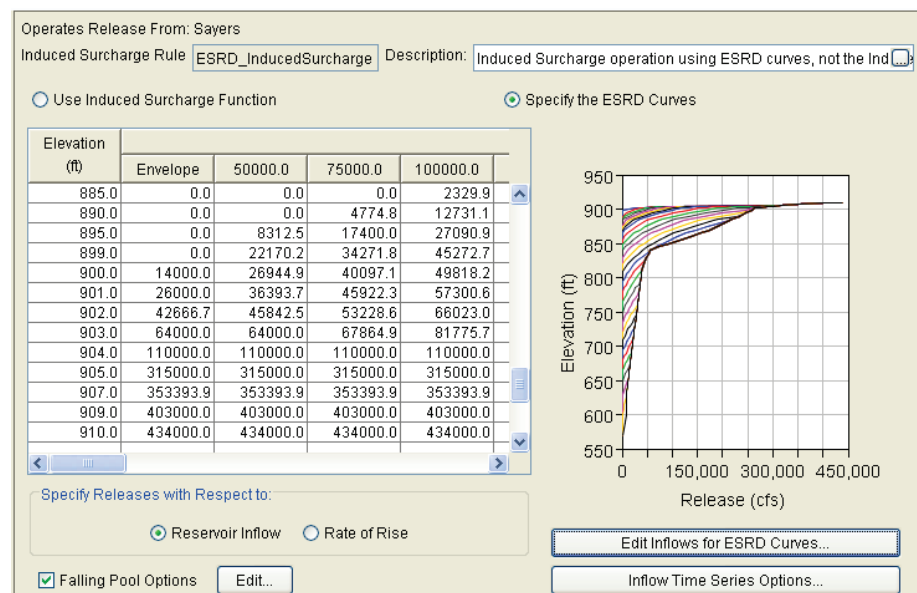 Operates Release From: Sayers
Induced Surcharge Rule ESRD_InducedSurcharge Description: Induced Surcharge operation using ESRD curves, not the Ind ...
Use Induced Surcharge Function Specify the ESRD Curves
Elevation
(ft) Envelope 50000.0 75000.0 100000.0
885.0 0.0 0.0 0.0 2329.9
890.0 0.0 0.0 4774.8 12731.1
895.0 0.0 8312.5 17400.0 27090.9
899.0 0.0 22170.2 34271.8 45272.7
900.0 14000.0 26944.9 40097.1 49818.2
901.0 26000.0 36393.7 45922.3 57300.6
902.0 42666.7 45842.5 53228.6 66023.0
903.0 64000.0 64000.0 67864.9 81775.7
904.0 110000.0 110000.0 110000.0 110000.0
905.0 315000.0 315000.0 315000.0 315000.0
907.0 353393.9 353393.9 353393.9 353393.9
909.0 403000.0 403000.0 403000.0 403000.0
910.0 434000.0 434000.0 434000.0 434000.0
Elevation (ft)
950
900
850
800
750
700
650
600
550
0 150,000 300,000 450,000
Release (cfs)
Specify Releases with Respect to:
Reservoir Inflow Rate of Rise
Edit Inflows for ESRD Curves...
Falling Pool Options Edit... Inflow Time Series Options...